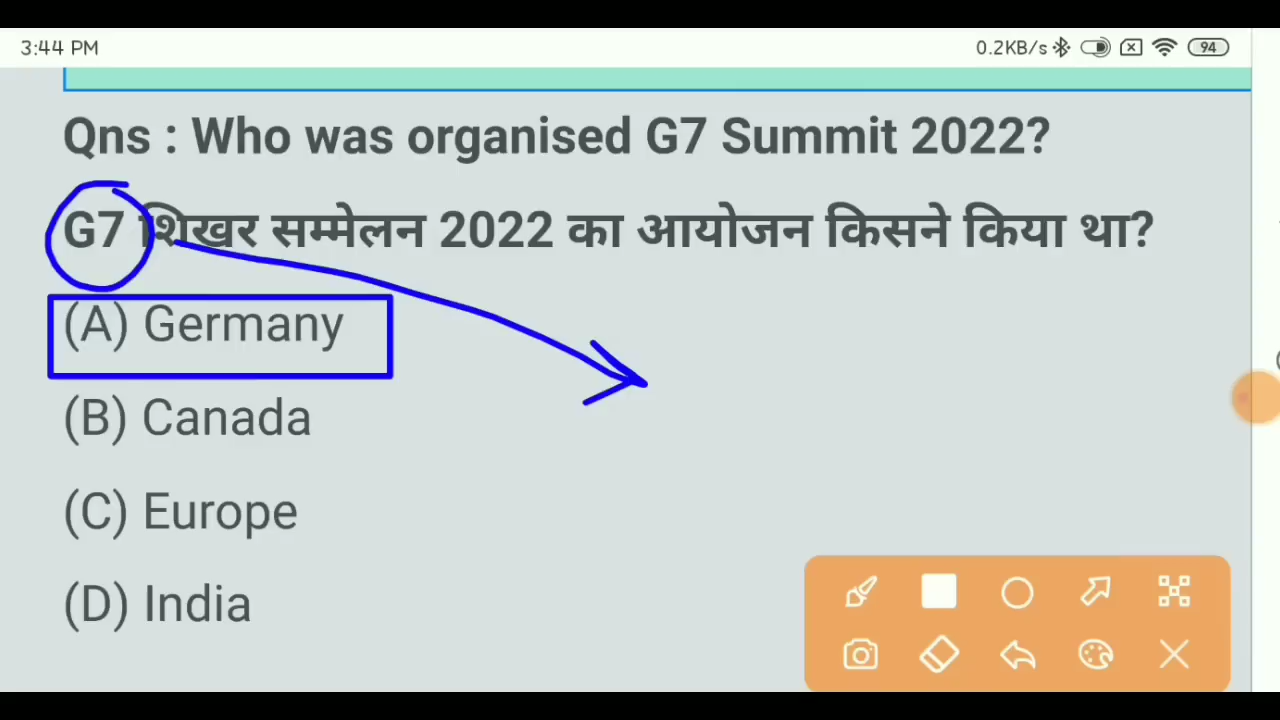 3:44 PM 0.2KB/s 94
Qns : Who was organised G7 Summit 2022?
G7 शिखर सम्मेलन 2022 का आयोजन किसने किया था?
(A) Germany
(B) Canada
(C) Europe
(D) India